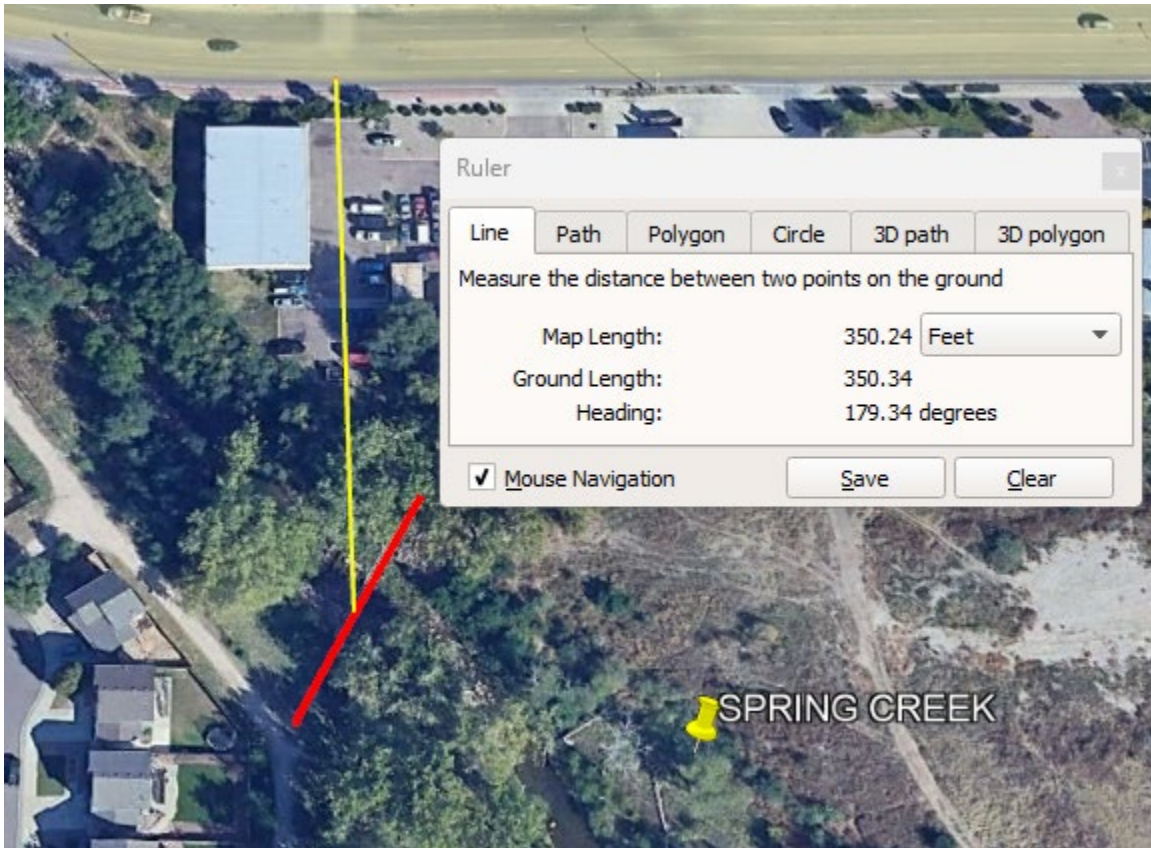 Ruler
x
Line Path Polygon Circle 3D path 3D polygon
Measure the distance between two points on the ground
Map Length: 350.24 Feet
Ground Length: 350.34
Heading: 179.34 degrees
Mouse Navigation Save Clear
SPRING CREEK